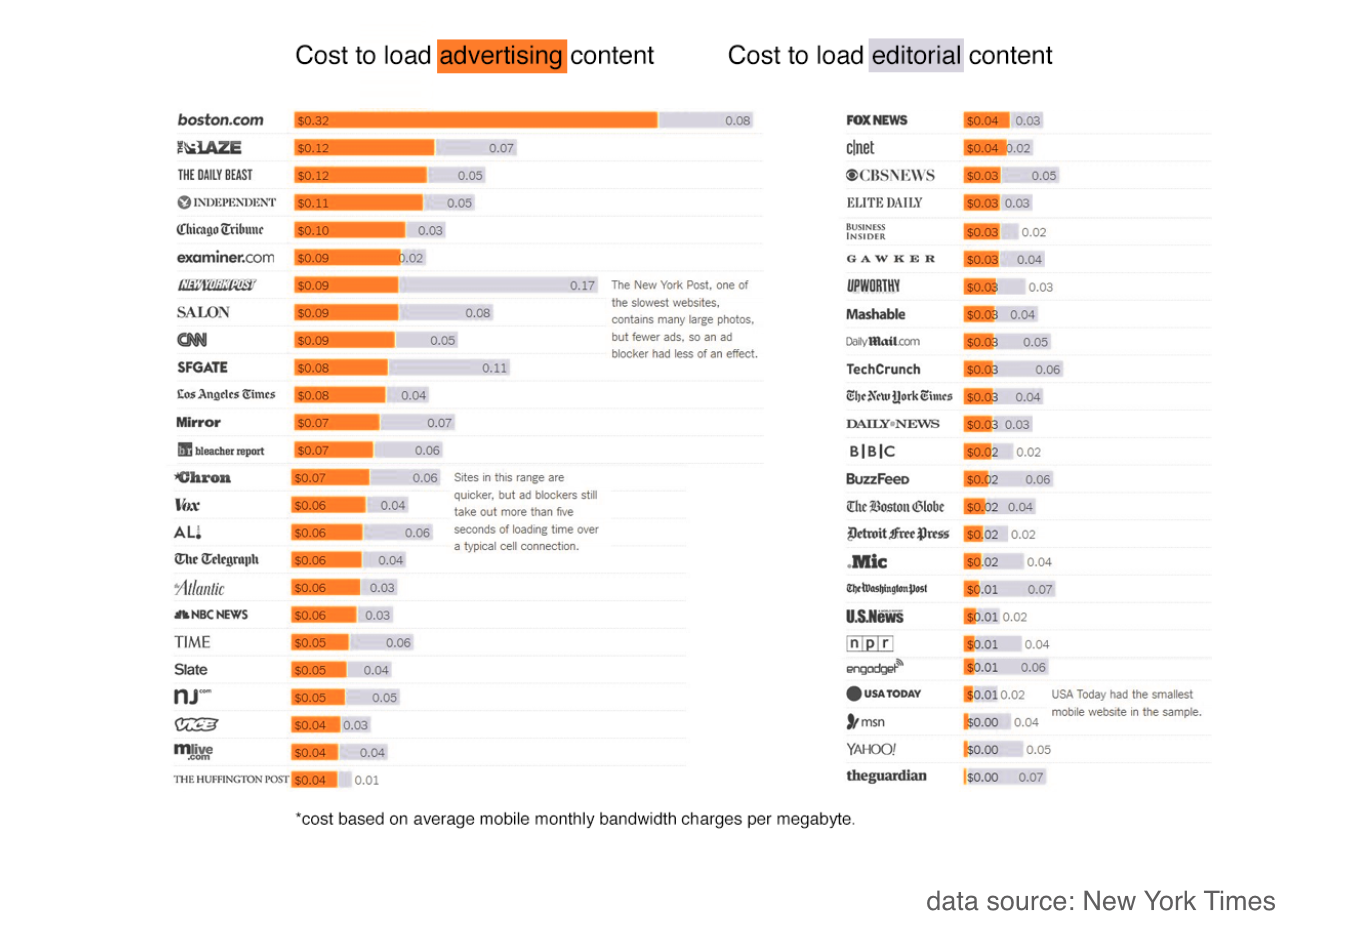 Cost to load advertising content
Cost to load editorial content
boston.com $0.32 0.08
THE BLAZE $0.12 0.07
THE DAILY BEAST $0.12 0.05
INDEPENDENT $0.11 0.05
Chicago Tribune $0.10 0.03
examiner.com $0.09 0.02
NEW YORK POST $0.09 0.17
SALON $0.09 0.08
CNN $0.09 0.05
SFGATE $0.08 0.11
Los Angeles Times $0.08 0.04
Mirror $0.07 0.07
br bleacher report $0.07 0.06
*Chron $0.07 0.06
Vox $0.06 0.04
AL! $0.06 0.06
The Telegraph $0.06 0.04
The Atlantic $0.06 0.03
NBC NEWS $0.06 0.03
TIME $0.05 0.06
Slate $0.05 0.04
NJ.com $0.05 0.05
VICE $0.04 0.03
mlive.com $0.04 0.04
THE HUFFINGTON POST $0.04 0.01
The New York Post, one of
the slowest websites,
contains many large photos,
but fewer ads, so an ad
blocker had less of an effect.
Sites in this range are
quicker, but ad blockers still
take out more than five
seconds of loading time over
a typical cell connection.
FOX NEWS $0.04 0.03
c|net $0.04 0.02
CBSNEWS $0.03 0.05
ELITE DAILY $0.03 0.03
BUSINESS INSIDER $0.03 0.02
GAWKER $0.03 0.04
UPWORTHY $0.03 0.03
Mashable $0.03 0.04
DailyMail.com $0.03 0.05
TechCrunch $0.03 0.06
The New York Times $0.03 0.04
DAILY NEWS $0.03 0.03
B|B|C $0.02 0.02
BuzzFeed $0.02 0.06
The Boston Globe $0.02 0.04
Detroit Free Press $0.02 0.02
.Mic $0.02 0.04
The Washington Post $0.01 0.07
U.S.News $0.01 0.02
npr $0.01 0.04
engadget $0.01 0.06
USA TODAY $0.01 0.02
msn $0.00 0.04
YAHOO! $0.00 0.05
theguardian $0.00 0.07
USA Today had the smallest
mobile website in the sample.
*cost based on average mobile monthly bandwidth charges per megabyte.
data source: New York Times